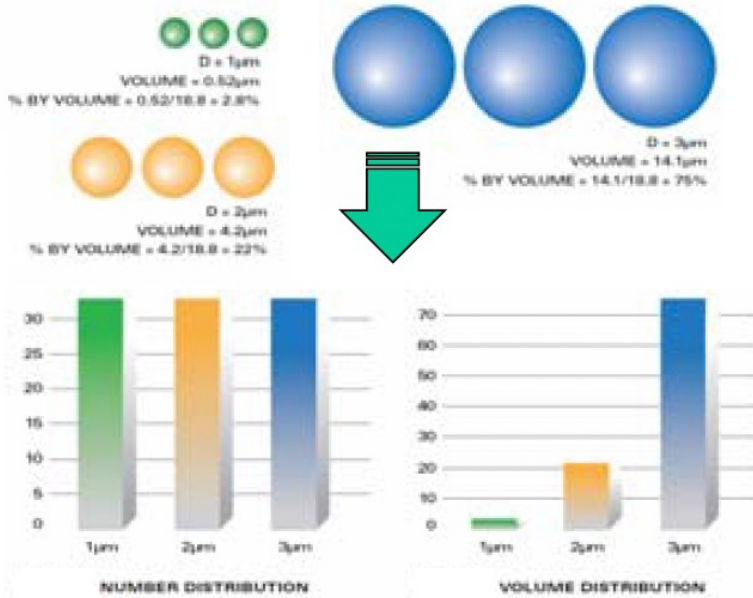 D = 1µm
VOLUME = 0.52µm
% BY VOLUME = 0.52/18.8 = 2.8%
D = 3µm
VOLUME = 14.1µm
% BY VOLUME = 14.1/18.8 = 75%
D = 2µm
VOLUME = 4.2µm
% BY VOLUME = 4.2/18.8 = 22%
30
25
20
15
10
5
0
1µm 2µm 3µm
NUMBER DISTRIBUTION
70
60
50
40
30
20
10
0
1µm 2µm 3µm
VOLUME DISTRIBUTION